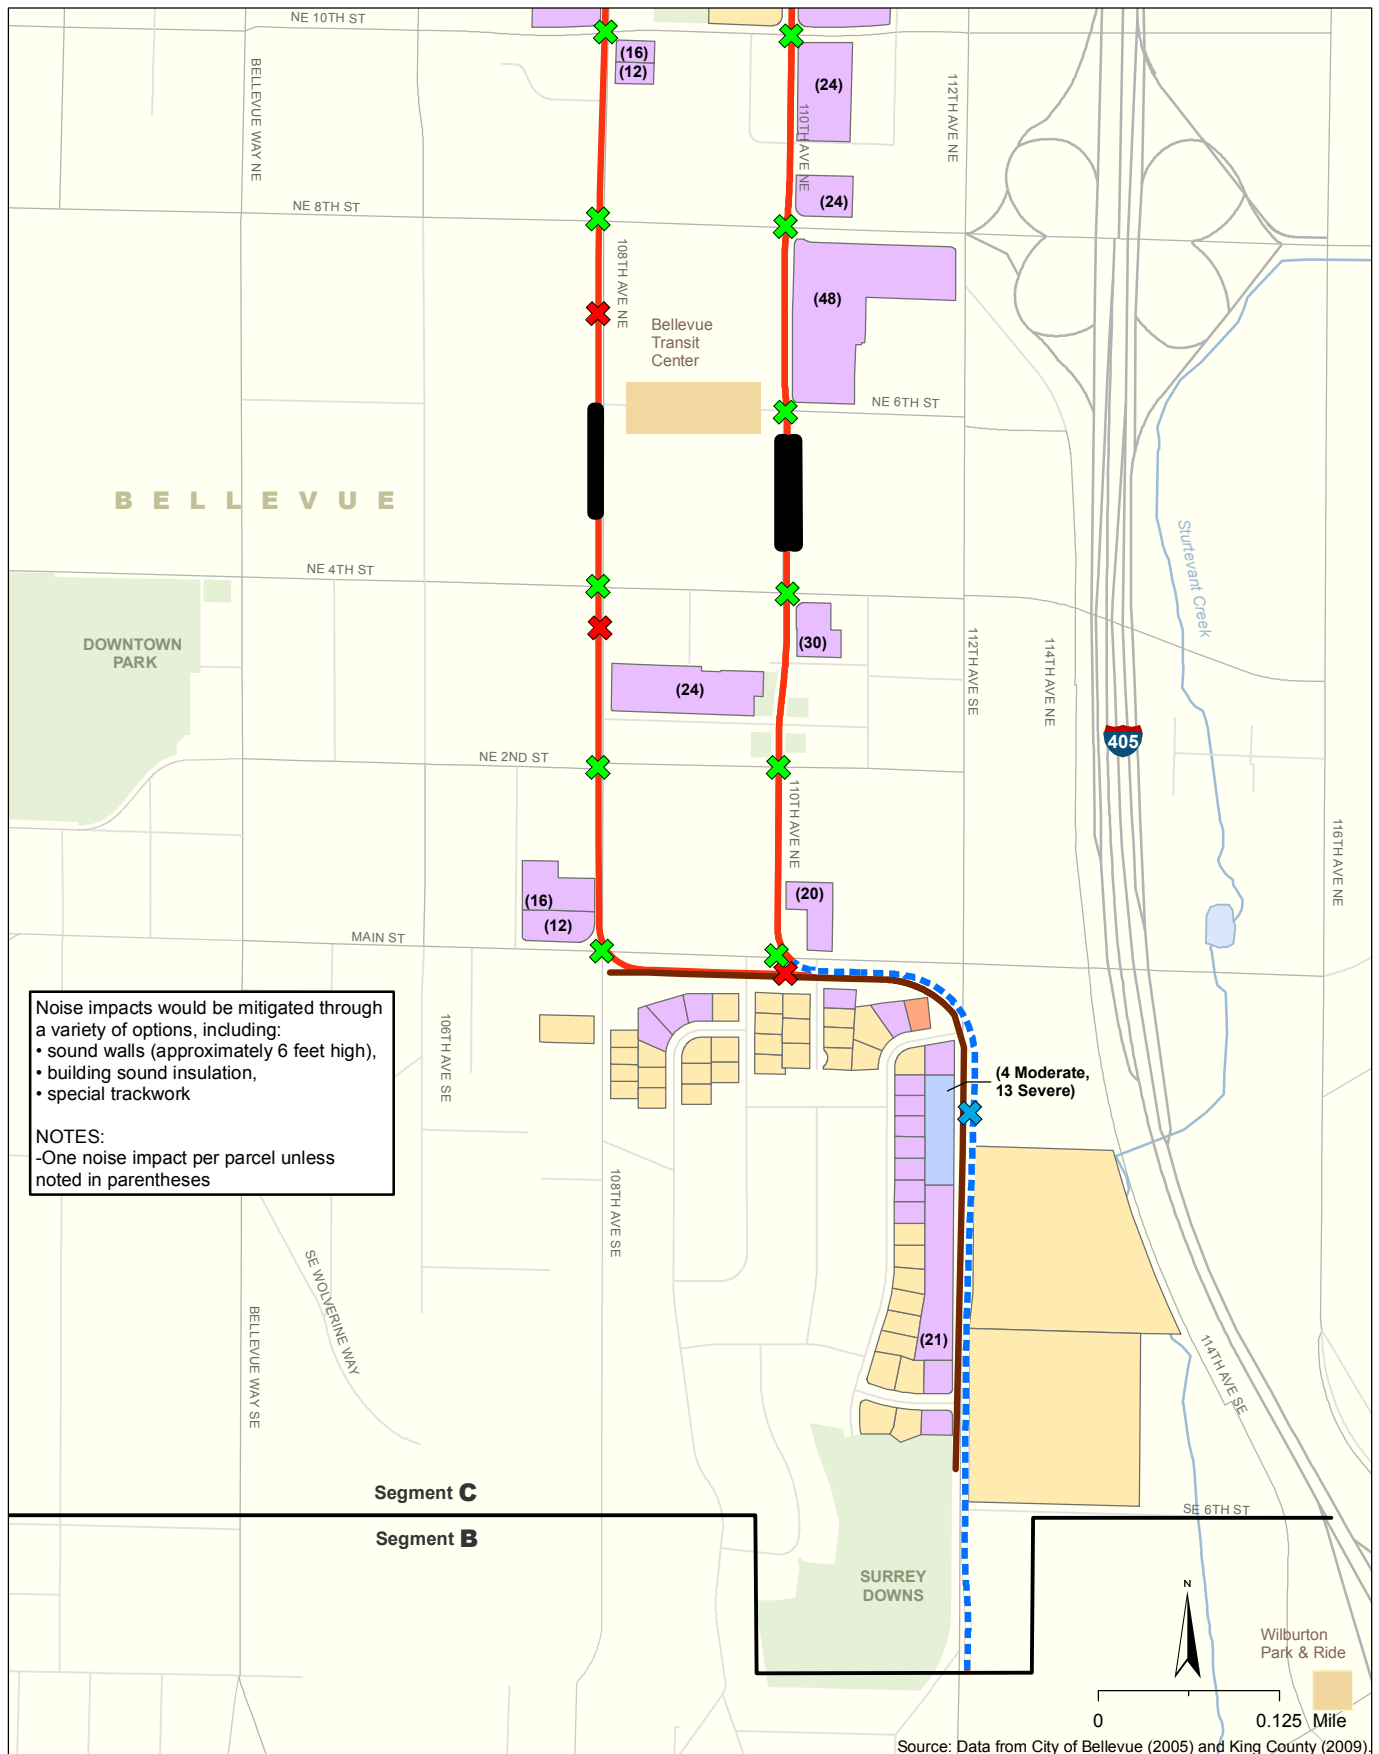 NE 10TH ST
(16)
(12)
(24)
110TH AVE NE
112TH AVE NE
BELLEVUE WAY NE
(24)
NE 8TH ST
108TH AVE NE
(48)
Bellevue
Transit
Center
NE 6TH ST
BELLEVUE
Sturtevant Creek
NE 4TH ST
DOWNTOWN
PARK
(30)
112TH AVE SE
114TH AVE NE
(24)
405
NE 2ND ST
110TH AVE NE
116TH AVE NE
(16)
(12)
(20)
MAIN ST
Noise impacts would be mitigated through
a variety of options, including:
• sound walls (approximately 6 feet high),
• building sound insulation,
• special trackwork
NOTES:
-One noise impact per parcel unless
noted in parentheses
106TH AVE SE
(4 Moderate,
13 Severe)
108TH AVE SE
SE WOLVERINE WAY
BELLEVUE WAY SE
(21)
114TH AVE SE
Segment C
SE 6TH ST
Segment B
SURREY
DOWNS
N
Wilburton
Park & Ride
0 0.125 Mile
Source: Data from City of Bellevue (2005) and King County (2009).